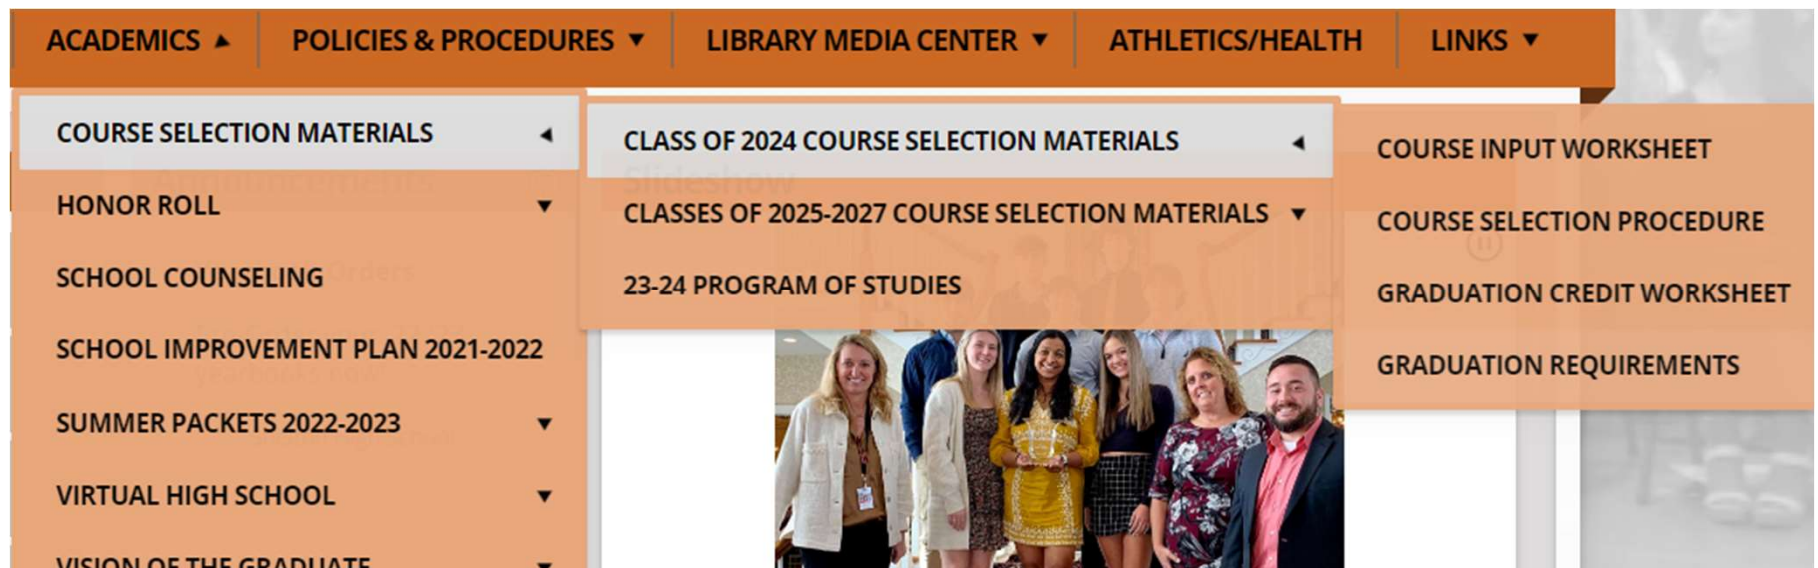 ACADEMICS ▲ POLICIES & PROCEDURES ▼ LIBRARY MEDIA CENTER ▼ ATHLETICS/HEALTH LINKS ▼
COURSE SELECTION MATERIALS ◄
HONOR ROLL ▼
SCHOOL COUNSELING
SCHOOL IMPROVEMENT PLAN 2021-2022
SUMMER PACKETS 2022-2023 ▼
VIRTUAL HIGH SCHOOL ▼
VISION OF THE GRADUATE ▼
CLASS OF 2024 COURSE SELECTION MATERIALS ◄
CLASSES OF 2025-2027 COURSE SELECTION MATERIALS ▼
23-24 PROGRAM OF STUDIES
COURSE INPUT WORKSHEET
COURSE SELECTION PROCEDURE
GRADUATION CREDIT WORKSHEET
GRADUATION REQUIREMENTS
Announcements
Slideshow
Orders